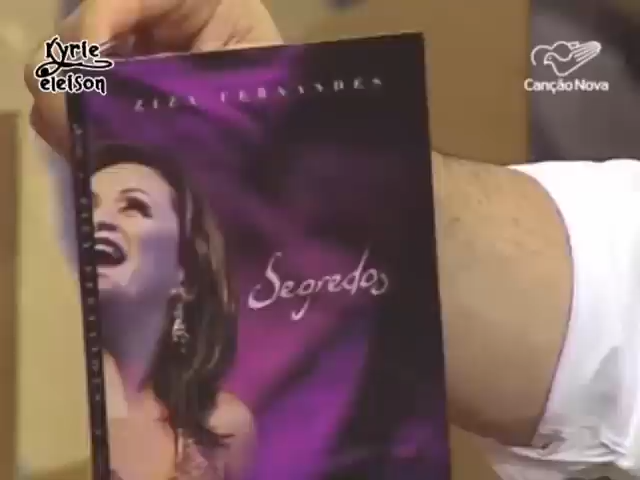 Kyrie
eleison
Canção Nova
ZIZA FERNANDES
Segredos